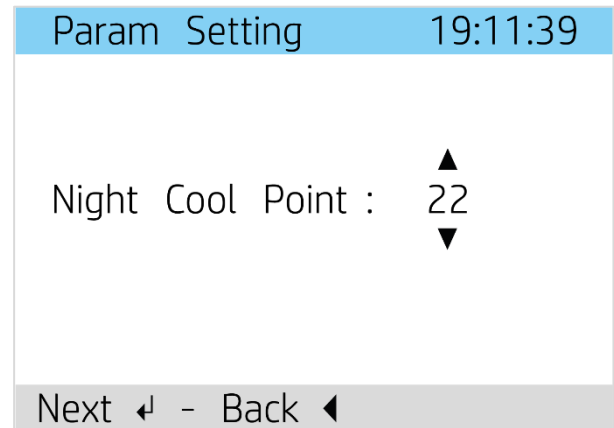 Param Setting 19:11:39
▲
Night Cool Point : 22
▼
Next ↲ - Back ◀